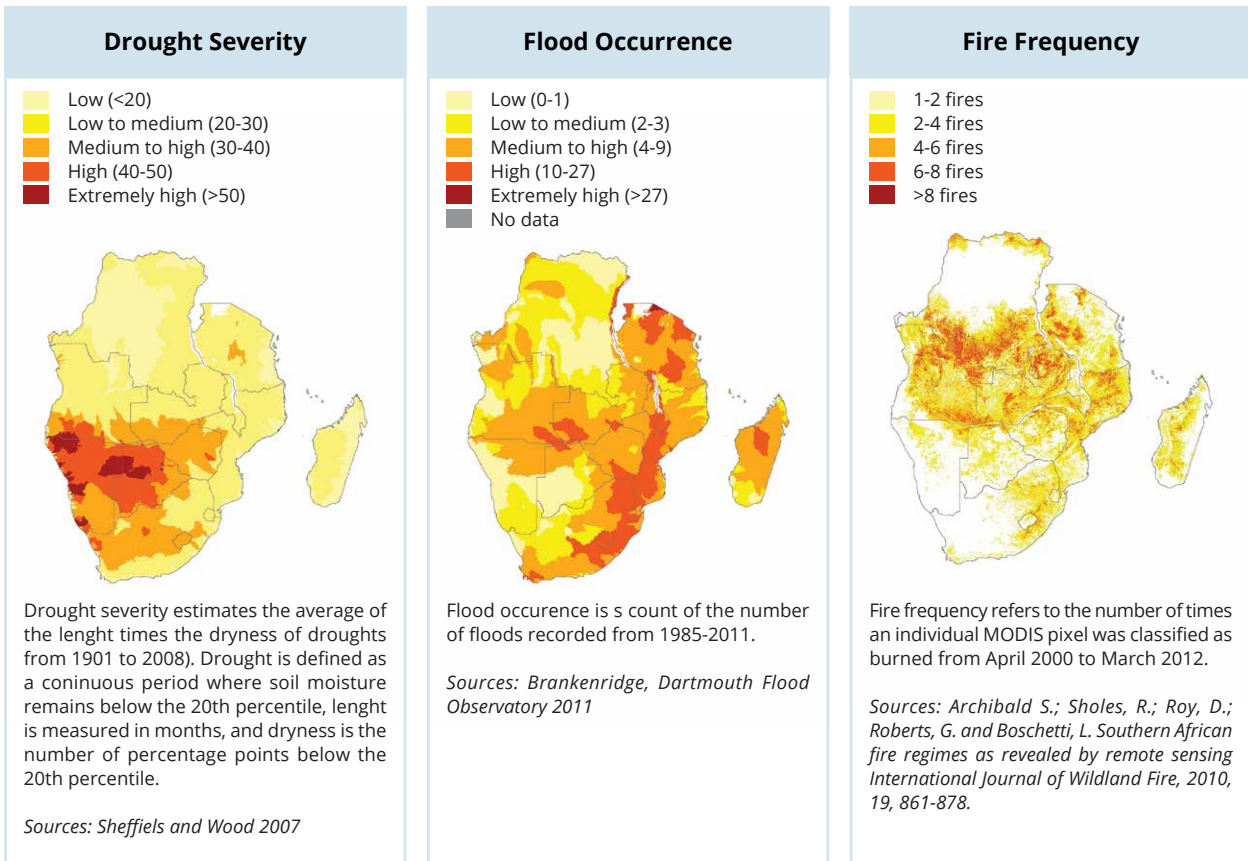 Drought Severity
Low (<20)
Low to medium (20-30)
Medium to high (30-40)
High (40-50)
Extremely high (>50)
Drought severity estimates the average of
the lenght times the dryness of droughts
from 1901 to 2008). Drought is defined as
a coninuous period where soil moisture
remains below the 20th percentile, lenght
is measured in months, and dryness is the
number of percentage points below the
20th percentile.
Sources: Sheffiels and Wood 2007
Flood Occurrence
Low (0-1)
Low to medium (2-3)
Medium to high (4-9)
High (10-27)
Extremely high (>27)
No data
Flood occurence is s count of the number
of floods recorded from 1985-2011.
Sources: Brankenridge, Dartmouth Flood
Observatory 2011
Fire Frequency
1-2 fires
2-4 fires
4-6 fires
6-8 fires
>8 fires
Fire frequency refers to the number of times
an individual MODIS pixel was classified as
burned from April 2000 to March 2012.
Sources: Archibald S.; Sholes, R.; Roy, D.;
Roberts, G. and Boschetti, L. Southern African
fire regimes as revealed by remote sensing
International Journal of Wildland Fire, 2010,
19, 861-878.